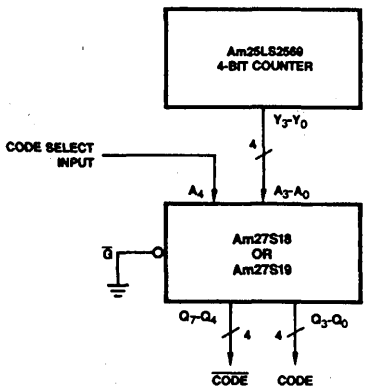 Am25LS2569
4-BIT COUNTER
Y3-Y0
4
CODE SELECT
INPUT
A4
A3-A0
G
Am27S18
OR
Am27S19
Q7-Q4
Q3-Q0
4
4
CODE
CODE